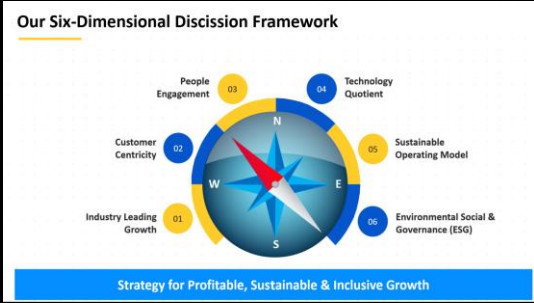 Our Six-Dimensional Discission Framework
People
Engagement
03
04
Technology
Quotient
Customer
Centricity
02
05
Sustainable
Operating Model
Industry Leading
Growth
01
06
Environmental Social &
Governance (ESG)
N
W
E
S
Strategy for Profitable, Sustainable & Inclusive Growth